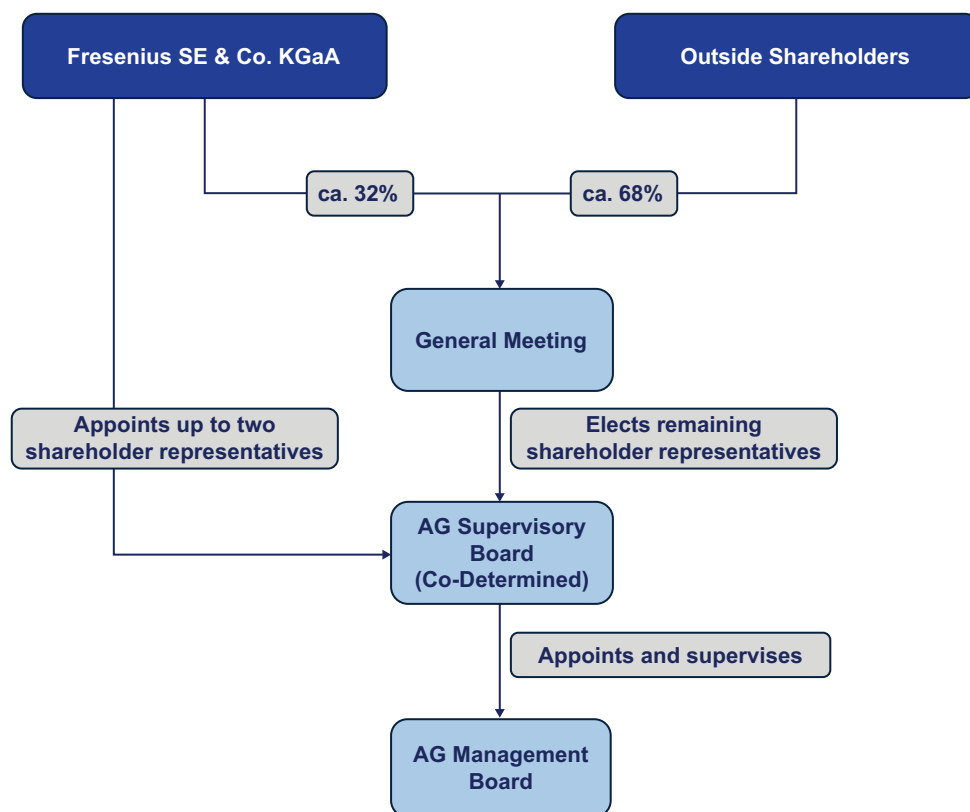 Fresenius SE & Co. KGaA
Outside Shareholders
ca. 32%
ca. 68%
General Meeting
Appoints up to two
shareholder representatives
Elects remaining
shareholder representatives
AG Supervisory
Board
(Co-Determined)
Appoints and supervises
AG Management
Board